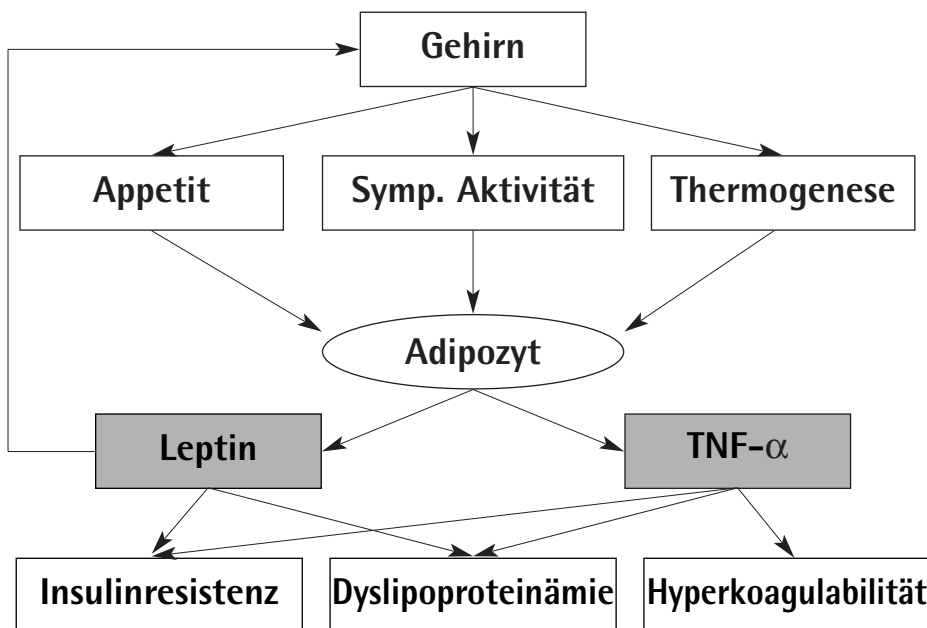 Gehirn
Appetit
Symp. Aktivität
Thermogenese
Adipozyt
Leptin
TNF-α
Insulinresistenz
Dyslipoproteinämie
Hyperkoagulabilität